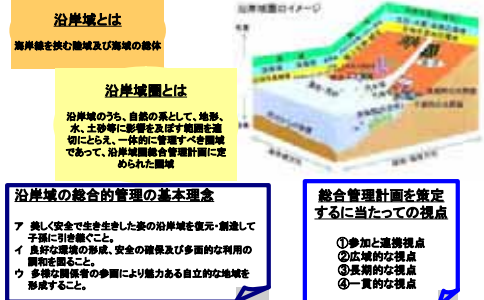 沿岸域とは
海岸線を挟む陸域及び海域の総体
沿岸域圏のイメージ
沿岸域圏とは
沿岸域のうち、自然の系として、地形、
水、土砂等に影響を及ぼす範囲を適
切にとらえ、一体的に管理すべき圏域
であって、沿岸域圏総合管理計画に定
められた圏域
沿岸域の総合的管理の基本理念
ア 美しく安全で生き生きした姿の沿岸域を復元・創造して
子孫に引き継ぐこと。
イ 良好な環境の形成、安全の確保及び多面的な利用の
調和を図ること。
ウ 多様な関係者の参画により魅力ある自立的な地域を
形成すること。
総合管理計画を策定
するに当たっての視点
①参加と連携視点
②広域的な視点
③長期的な視点
④一貫的な視点